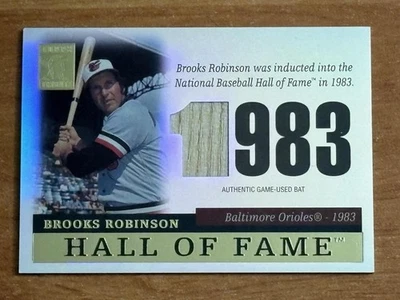 Brooks Robinson was inducted into the
National Baseball Hall of Fame™ in 1983.
1983
AUTHENTIC GAME-USED BAT
BROOKS ROBINSON
Baltimore Orioles® - 1983
HALL OF FAME™